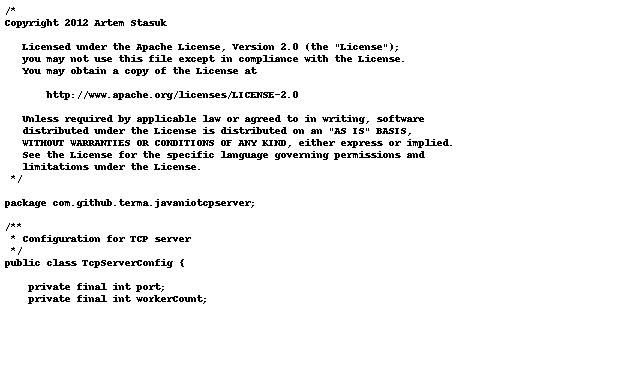 /*
Copyright 2012 Artem Stasuk

   Licensed under the Apache License, Version 2.0 (the "License");
   you may not use this file except in compliance with the License.
   You may obtain a copy of the License at

       http://www.apache.org/licenses/LICENSE-2.0

   Unless required by applicable law or agreed to in writing, software
   distributed under the License is distributed on an "AS IS" BASIS,
   WITHOUT WARRANTIES OR CONDITIONS OF ANY KIND, either express or implied.
   See the License for the specific language governing permissions and
   limitations under the License.
 */

package com.github.terma.javaniotcpserver;

/**
 * Configuration for TCP server
 */
public class TcpServerConfig {

    private final int port;
    private final int workerCount;